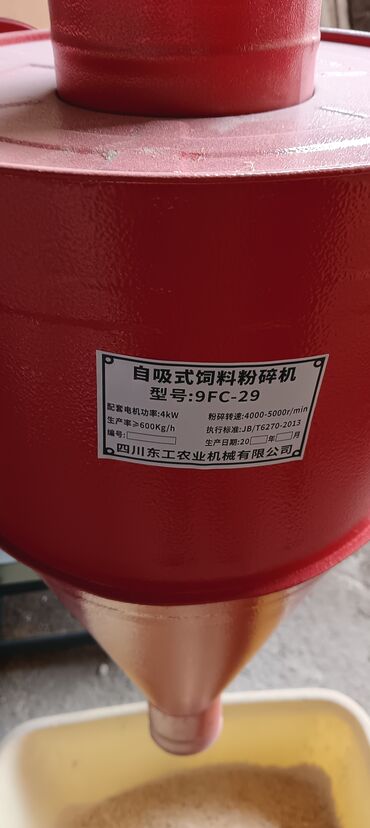 自吸式饲料粉碎机
型号:9FC-29
配套电机功率:4kW 粉碎转速:4000-5000r/min
生产率≥600Kg/h 执行标准:JB/T6270-2013
编号: 生产日期:20 年 月
四川东工农业机械有限公司